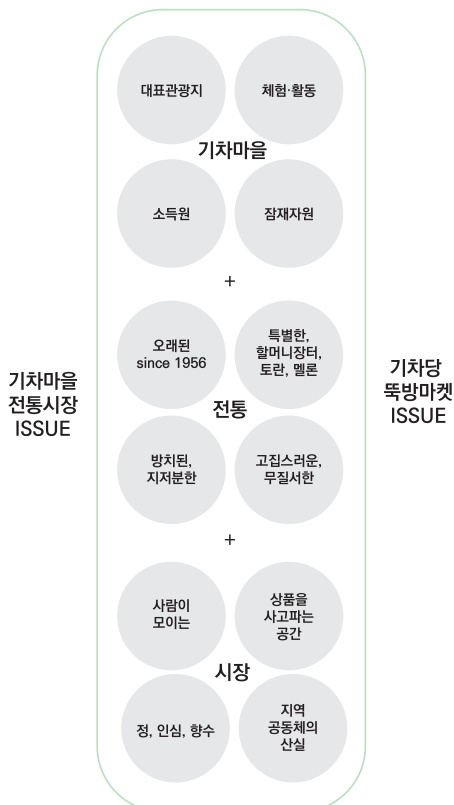 대표관광지
체험·활동
기차마을
소득원
잠재자원
+
오래된
since 1956
특별한,
할머니장터,
토란, 멜론
전통
방치된,
지저분한
고집스러운,
무질서한
+
사람이
모이는
상품을
사고파는
공간
시장
정, 인심, 향수
지역
공동체의
산실
기차마을
전통시장
ISSUE
기차당
뚝방마켓
ISSUE